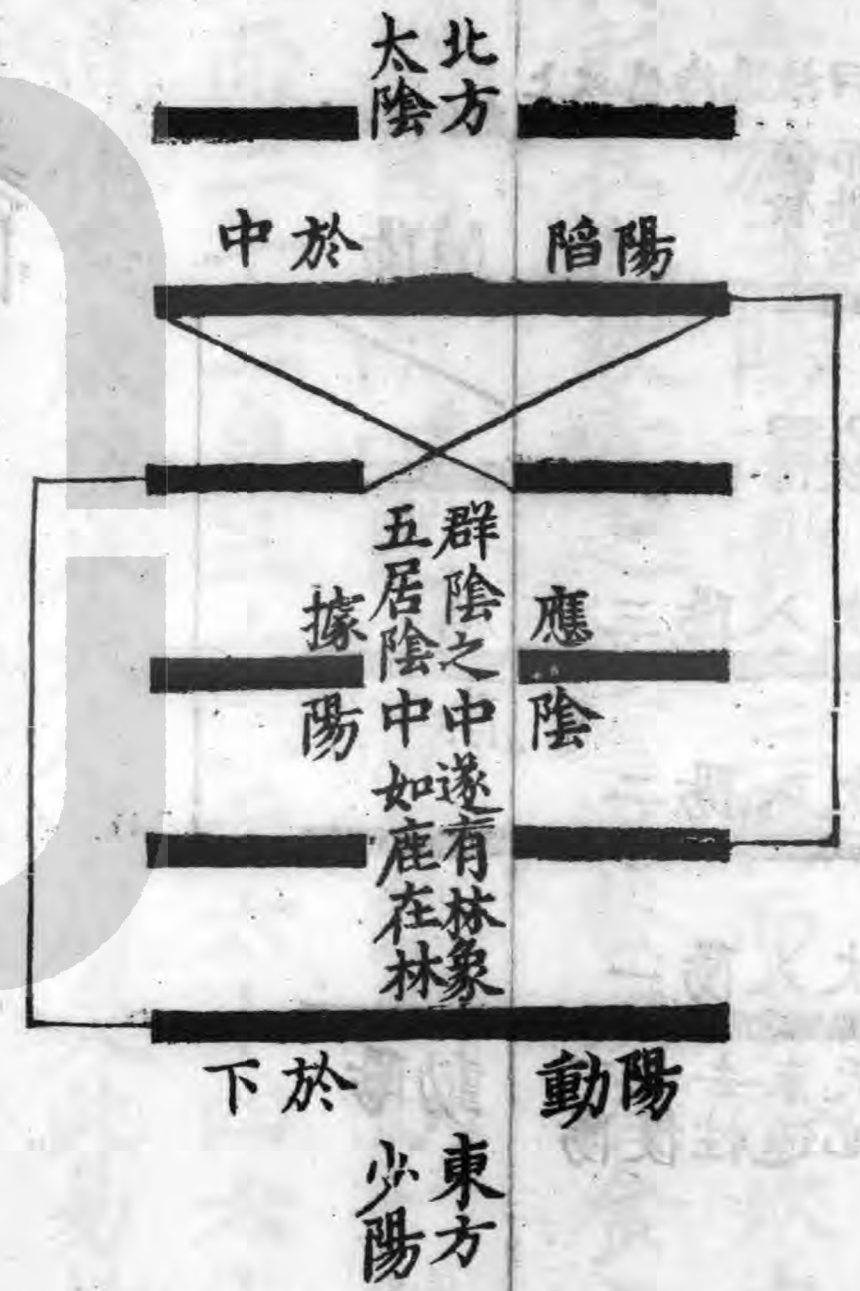 北方
太陰
陽陷
於中
應陰
群陰之中遂有林象
五居陰中如鹿在林
據陽
陽動
於下
東方
少陽